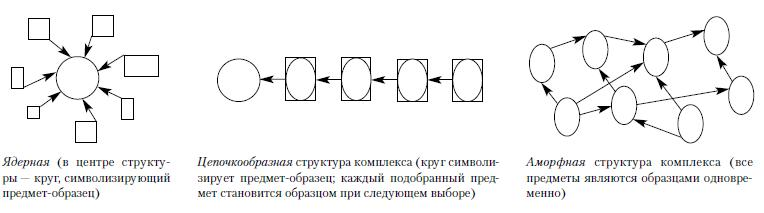 Ядерная (в центре структу-
ры — круг, символизирующий
предмет-образец)
Цепочкообразная структура комплекса (круг символи-
зирует предмет-образец; каждый подобранный пред-
мет становится образцом при следующем выборе)
Аморфная структура комплекса (все
предметы являются образцами одновре-
менно)